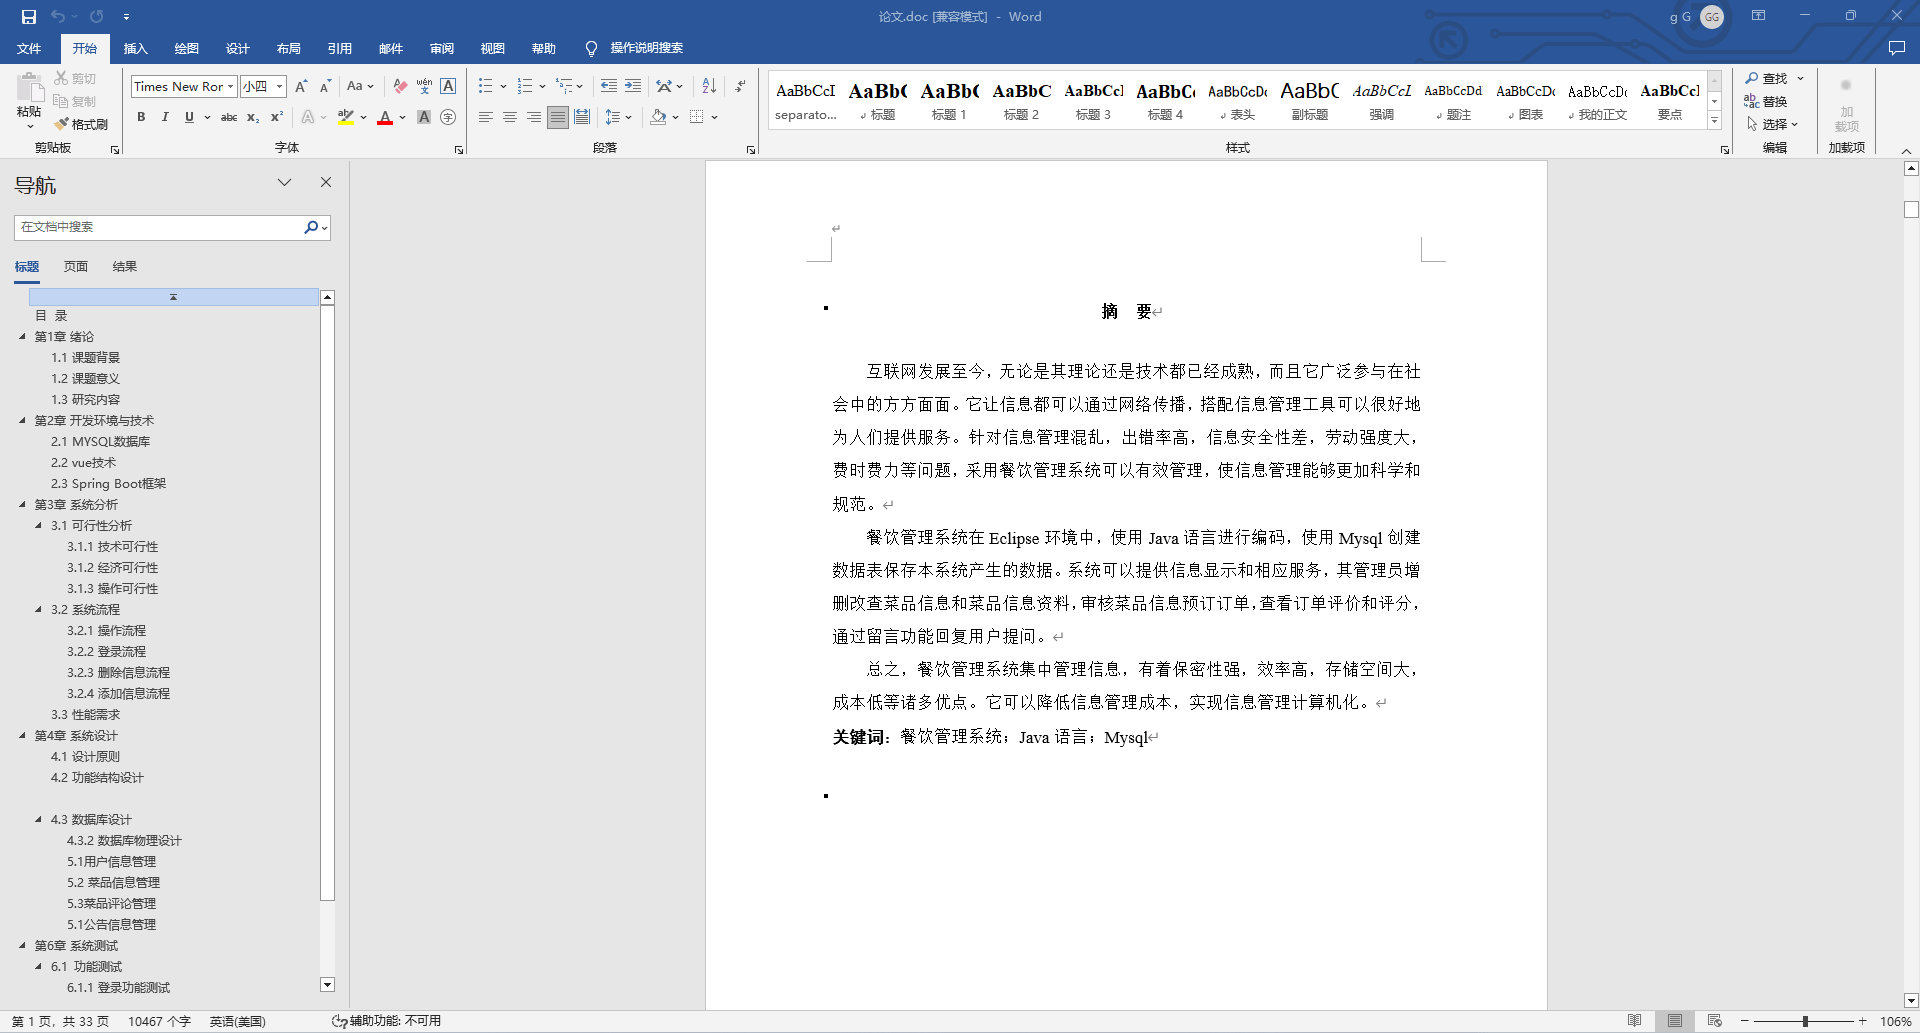 论文.doc [兼容模式] - Word
g G GG
文件 开始 插入 绘图 设计 布局 引用 邮件 审阅 视图 帮助 操作说明搜索
粘贴 剪切 复制 格式刷
Times New Ror 小四
Aa
B I U abc x₂ x² A
AaBbCcI AaBb( AaBb( AaBbC AaBbCcI AaBbC( AaBbCcDc AaBbC AaBbCcL AaBbCcDd AaBbCcDc AaBbCcDc AaBbCcI
separato... 标题 标题 1 标题 2 标题 3 标题 4 表头 副标题 强调 题注 图表 我的正文 要点
查找
替换
选择
加载项
剪贴板 字体 段落 样式 编辑 加载项
导航
在文档中搜索
标题 页面 结果
目 录
第1章 绪论
1.1 课题背景
1.2 课题意义
1.3 研究内容
第2章 开发环境与技术
2.1 MYSQL数据库
2.2 vue技术
2.3 Spring Boot框架
第3章 系统分析
3.1 可行性分析
3.1.1 技术可行性
3.1.2 经济可行性
3.1.3 操作可行性
3.2 系统流程
3.2.1 操作流程
3.2.2 登录流程
3.2.3 删除信息流程
3.2.4 添加信息流程
3.3 性能需求
第4章 系统设计
4.1 设计原则
4.2 功能结构设计
4.3 数据库设计
4.3.2 数据库物理设计
5.1用户信息管理
5.2 菜品信息管理
5.3菜品评论管理
5.1公告信息管理
第6章 系统测试
6.1 功能测试
6.1.1 登录功能测试
摘 要
互联网发展至今，无论是其理论还是技术都已经成熟，而且它广泛参与在社
会中的方方面面。它让信息都可以通过网络传播，搭配信息管理工具可以很好地
为人们提供服务。针对信息管理混乱，出错率高，信息安全性差，劳动强度大，
费时费力等问题，采用餐饮管理系统可以有效管理，使信息管理能够更加科学和
规范。
餐饮管理系统在 Eclipse 环境中，使用 Java 语言进行编码，使用 Mysql 创建
数据表保存本系统产生的数据。系统可以提供信息显示和相应服务，其管理员增
删改查菜品信息和菜品信息资料，审核菜品信息预订订单，查看订单评价和评分，
通过留言功能回复用户提问。
总之，餐饮管理系统集中管理信息，有着保密性强，效率高，存储空间大，
成本低等诸多优点。它可以降低信息管理成本，实现信息管理计算机化。
关键词：餐饮管理系统；Java 语言；Mysql
第 1 页，共 33 页 10467 个字 英语(美国) 辅助功能: 不可用 106%